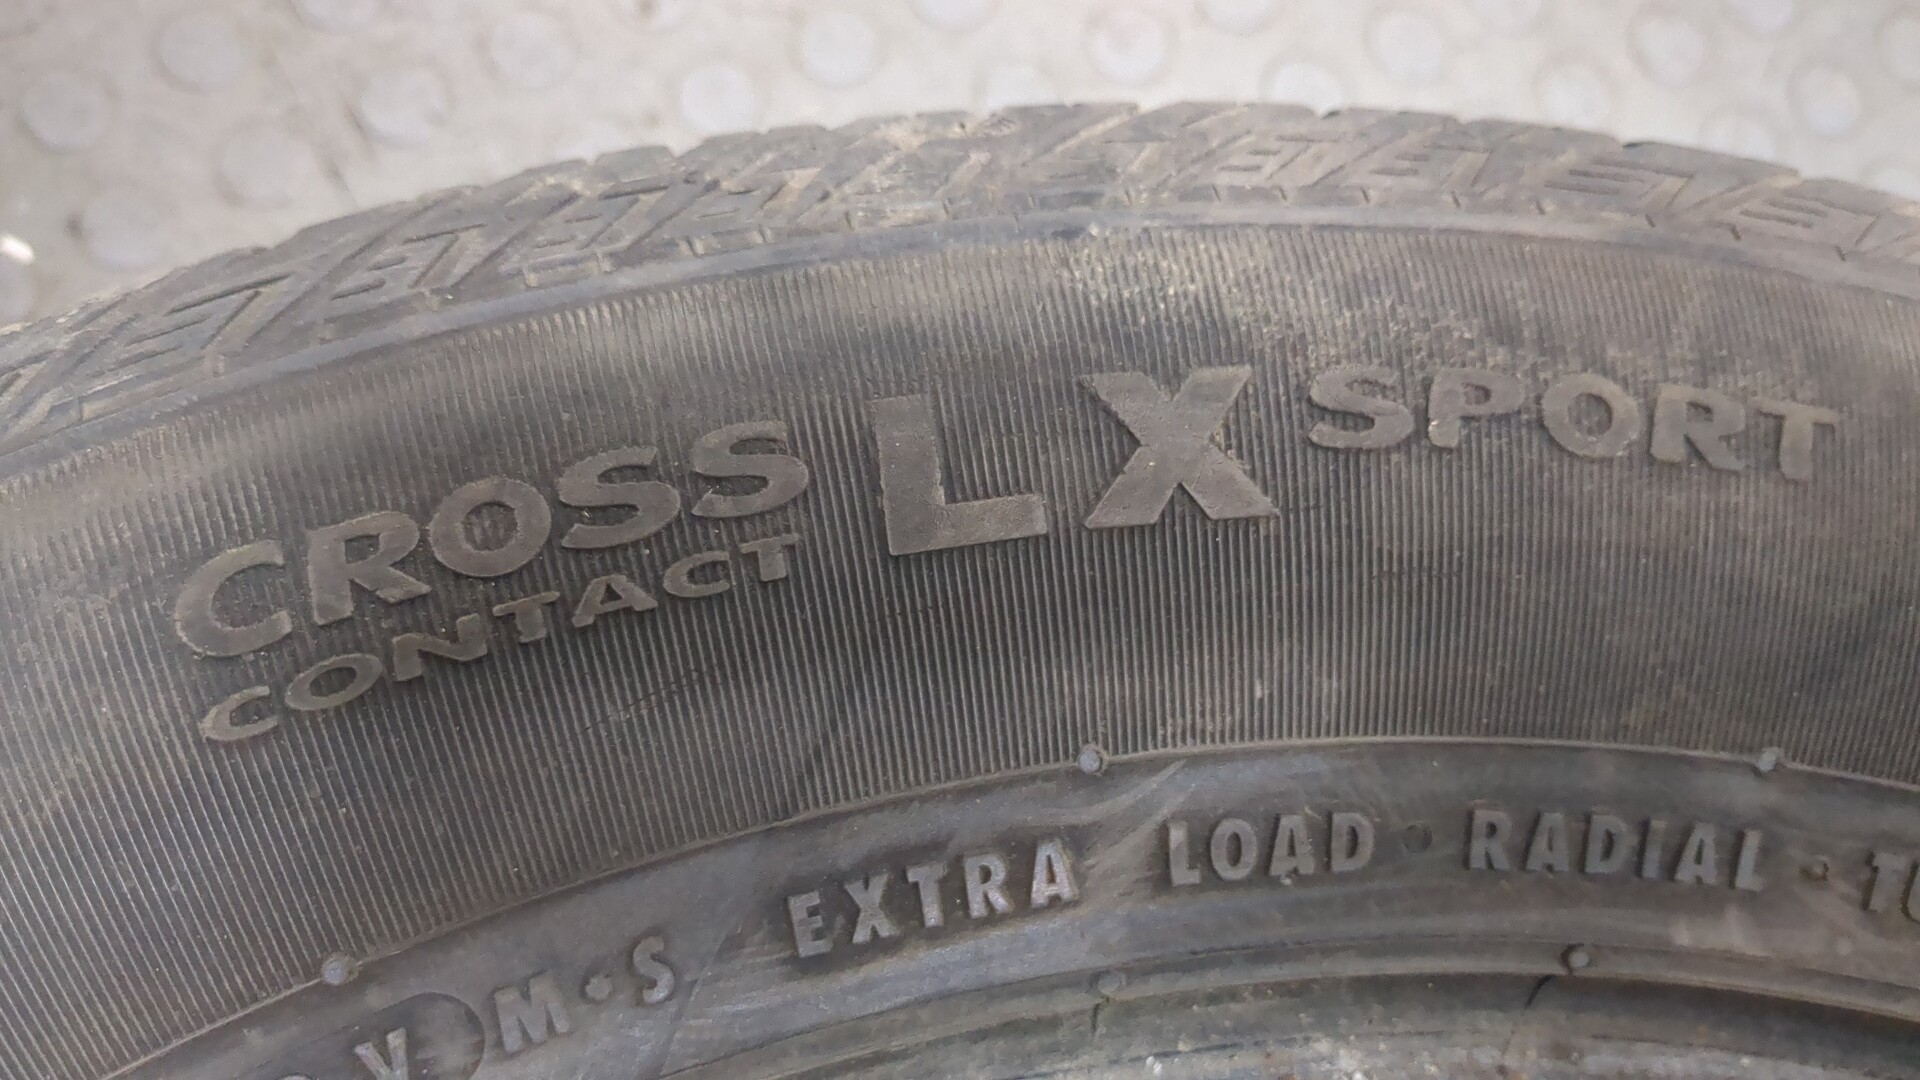 CROSS LX SPORT
CONTACT
V M·S EXTRA LOAD · RADIAL ·